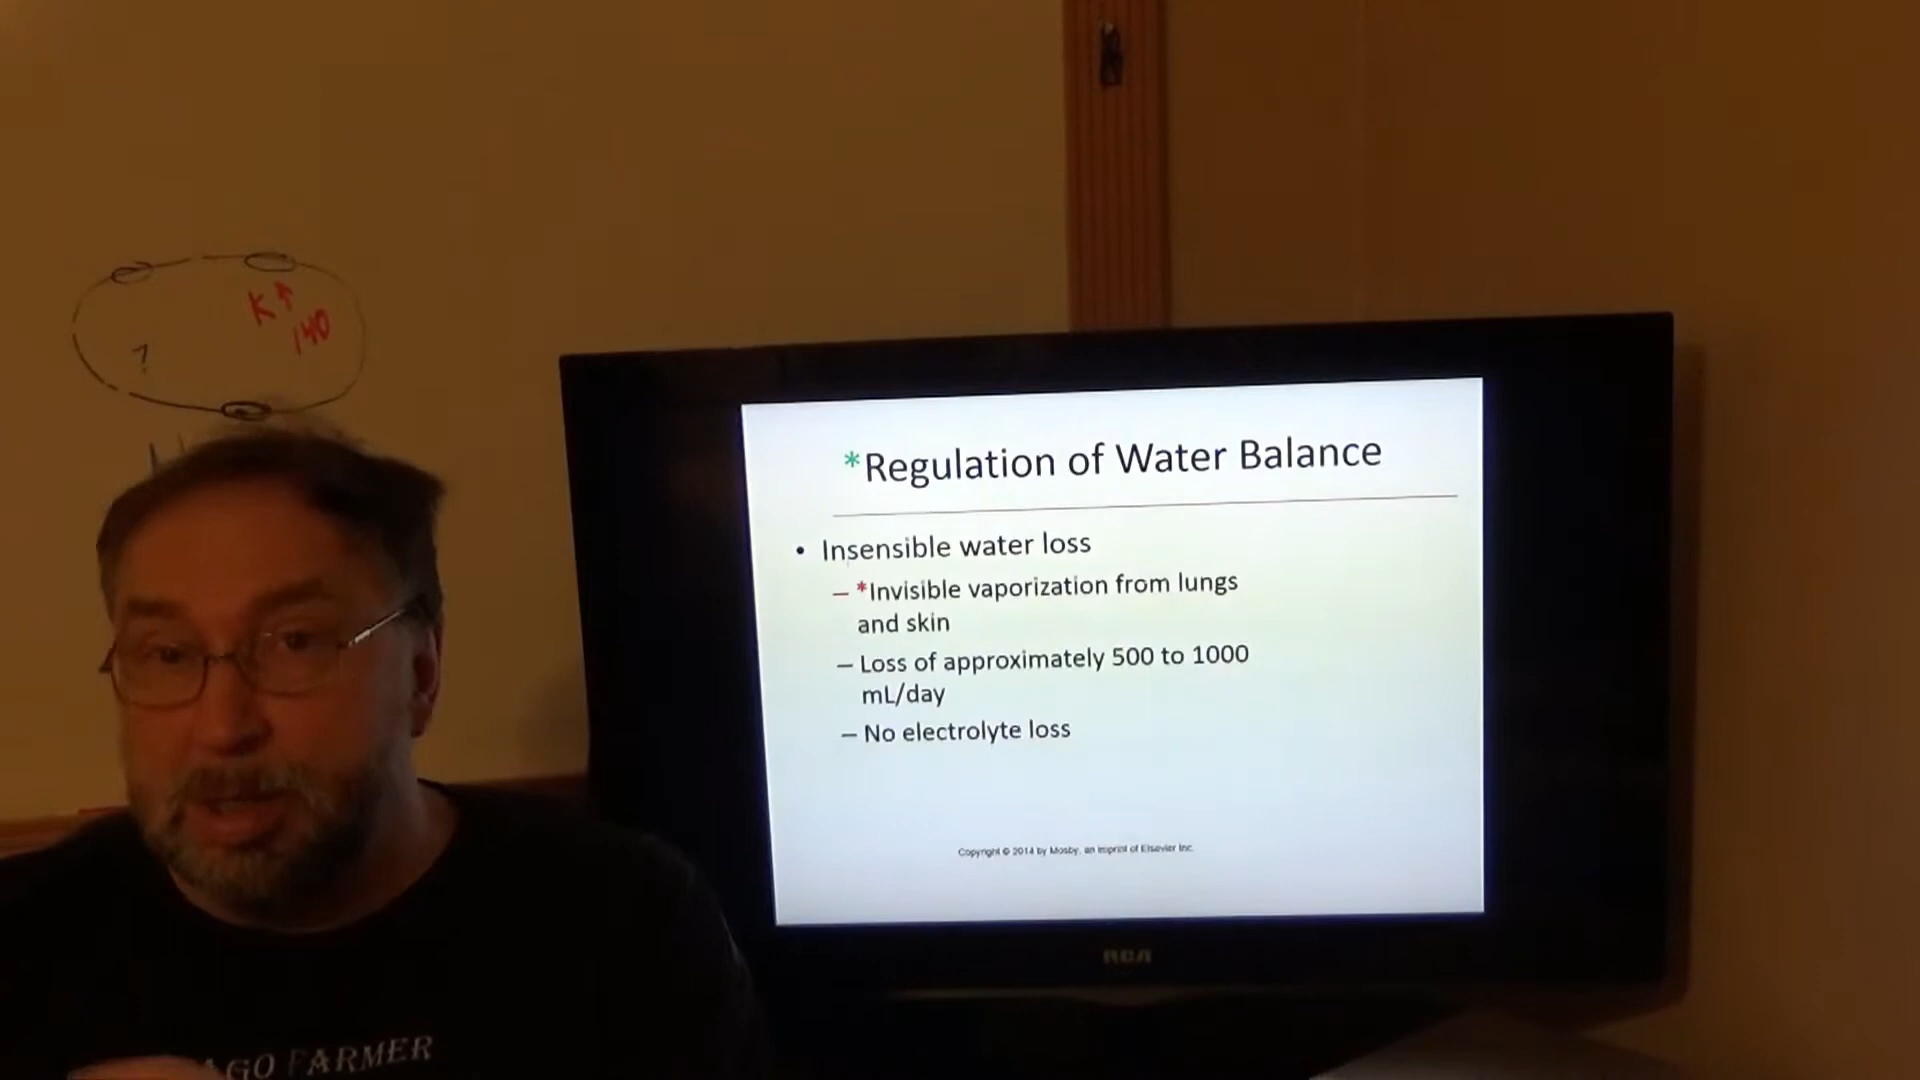 K↑
140
?
*Regulation of Water Balance
• Insensible water loss
– *Invisible vaporization from lungs
and skin
– Loss of approximately 500 to 1000
mL/day
– No electrolyte loss
Copyright © 2014 by Mosby, an imprint of Elsevier Inc.
RCA
AGO FARMER